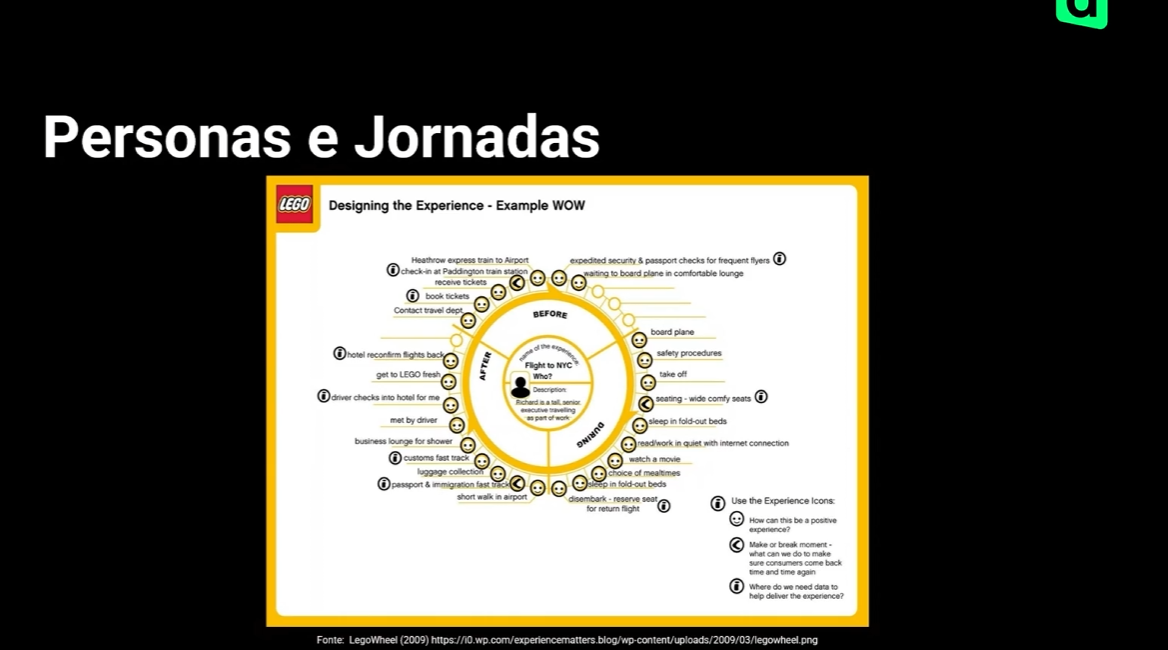 Personas e Jornadas
LEGO
Designing the Experience - Example WOW
Heathrow express train to Airport
check-in at Paddington train station
receive tickets
book tickets
Contact travel dept
expedited security & passport checks for frequent flyers
waiting to board plane in comfortable lounge
BEFORE
board plane
safety procedures
take off
seating - wide comfy seats
sleep in fold-out beds
read/work in quiet with internet connection
watch a movie
choice of mealtimes
sleep in fold-out beds
disembark - reserve seat
for return flight
DURING
AFTER
hotel reconfirm flights back
get to LEGO fresh
driver checks into hotel for me
met by driver
business lounge for shower
customs fast track
luggage collection
passport & immigration fast track
short walk in airport
name of the experience
Flight to NYC
Who?
Description:
Richard is a tall, senior,
executive travelling
as part of work
Use the Experience Icons:
How can this be a positive
experience?
Make or break moment -
what can we do to make
sure consumers come back
time and time again
Where do we need data to
help deliver the experience?
Fonte: LegoWheel (2009) https://i0.wp.com/experiencematters.blog/wp-content/uploads/2009/03/legowheel.png